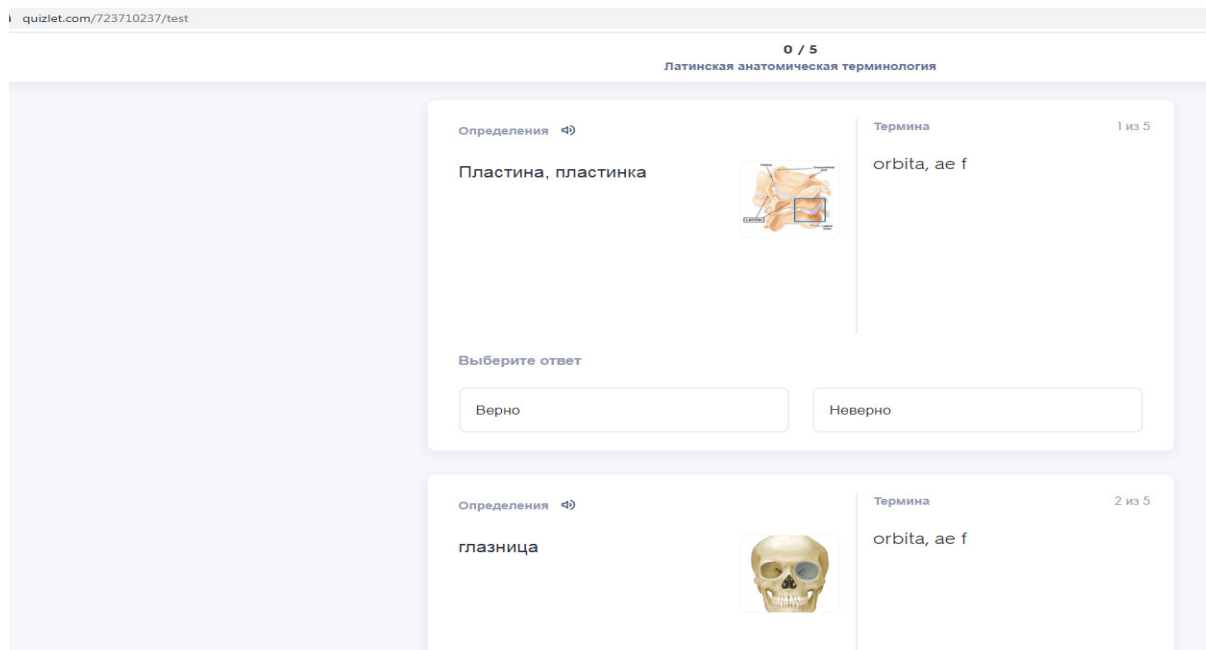 quizlet.com/723710237/test
0 / 5
Латинская анатомическая терминология
Определения
Термина
1 из 5
Пластина, пластинка
orbita, ae f
Выберите ответ
Верно
Неверно
Определения
Термина
2 из 5
глазница
orbita, ae f